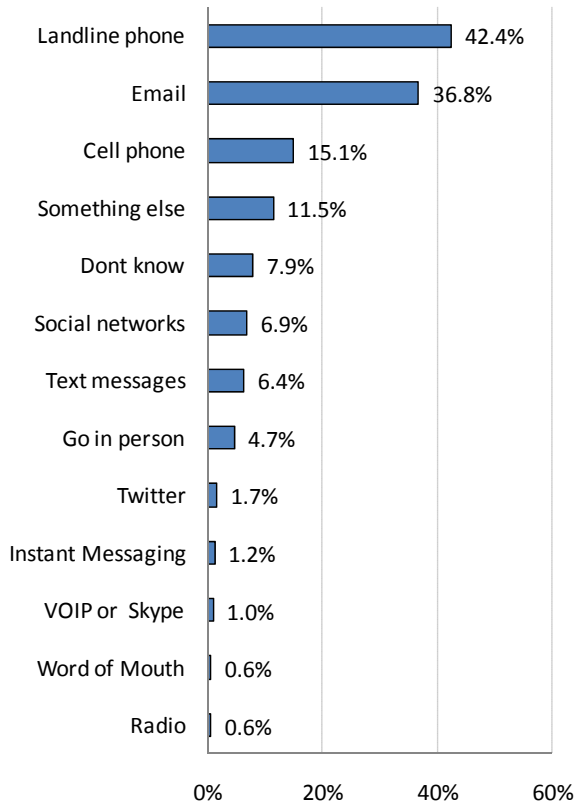 Landline phone 42.4%
Email 36.8%
Cell phone 15.1%
Something else 11.5%
Dont know 7.9%
Social networks 6.9%
Text messages 6.4%
Go in person 4.7%
Twitter 1.7%
Instant Messaging 1.2%
VOIP or Skype 1.0%
Word of Mouth 0.6%
Radio 0.6%
0% 20% 40% 60%